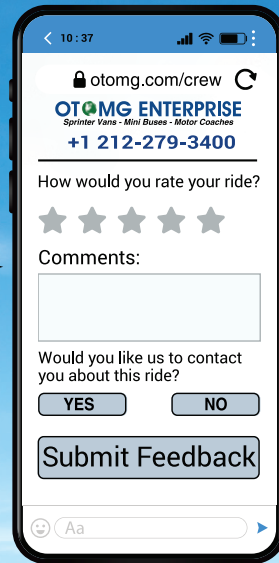 10:37
otomg.com/crew
OTOMG ENTERPRISE
Sprinter Vans - Mini Buses - Motor Coaches
+1 212-279-3400
How would you rate your ride?
Comments:
Would you like us to contact
you about this ride?
YES NO
Submit Feedback
Aa